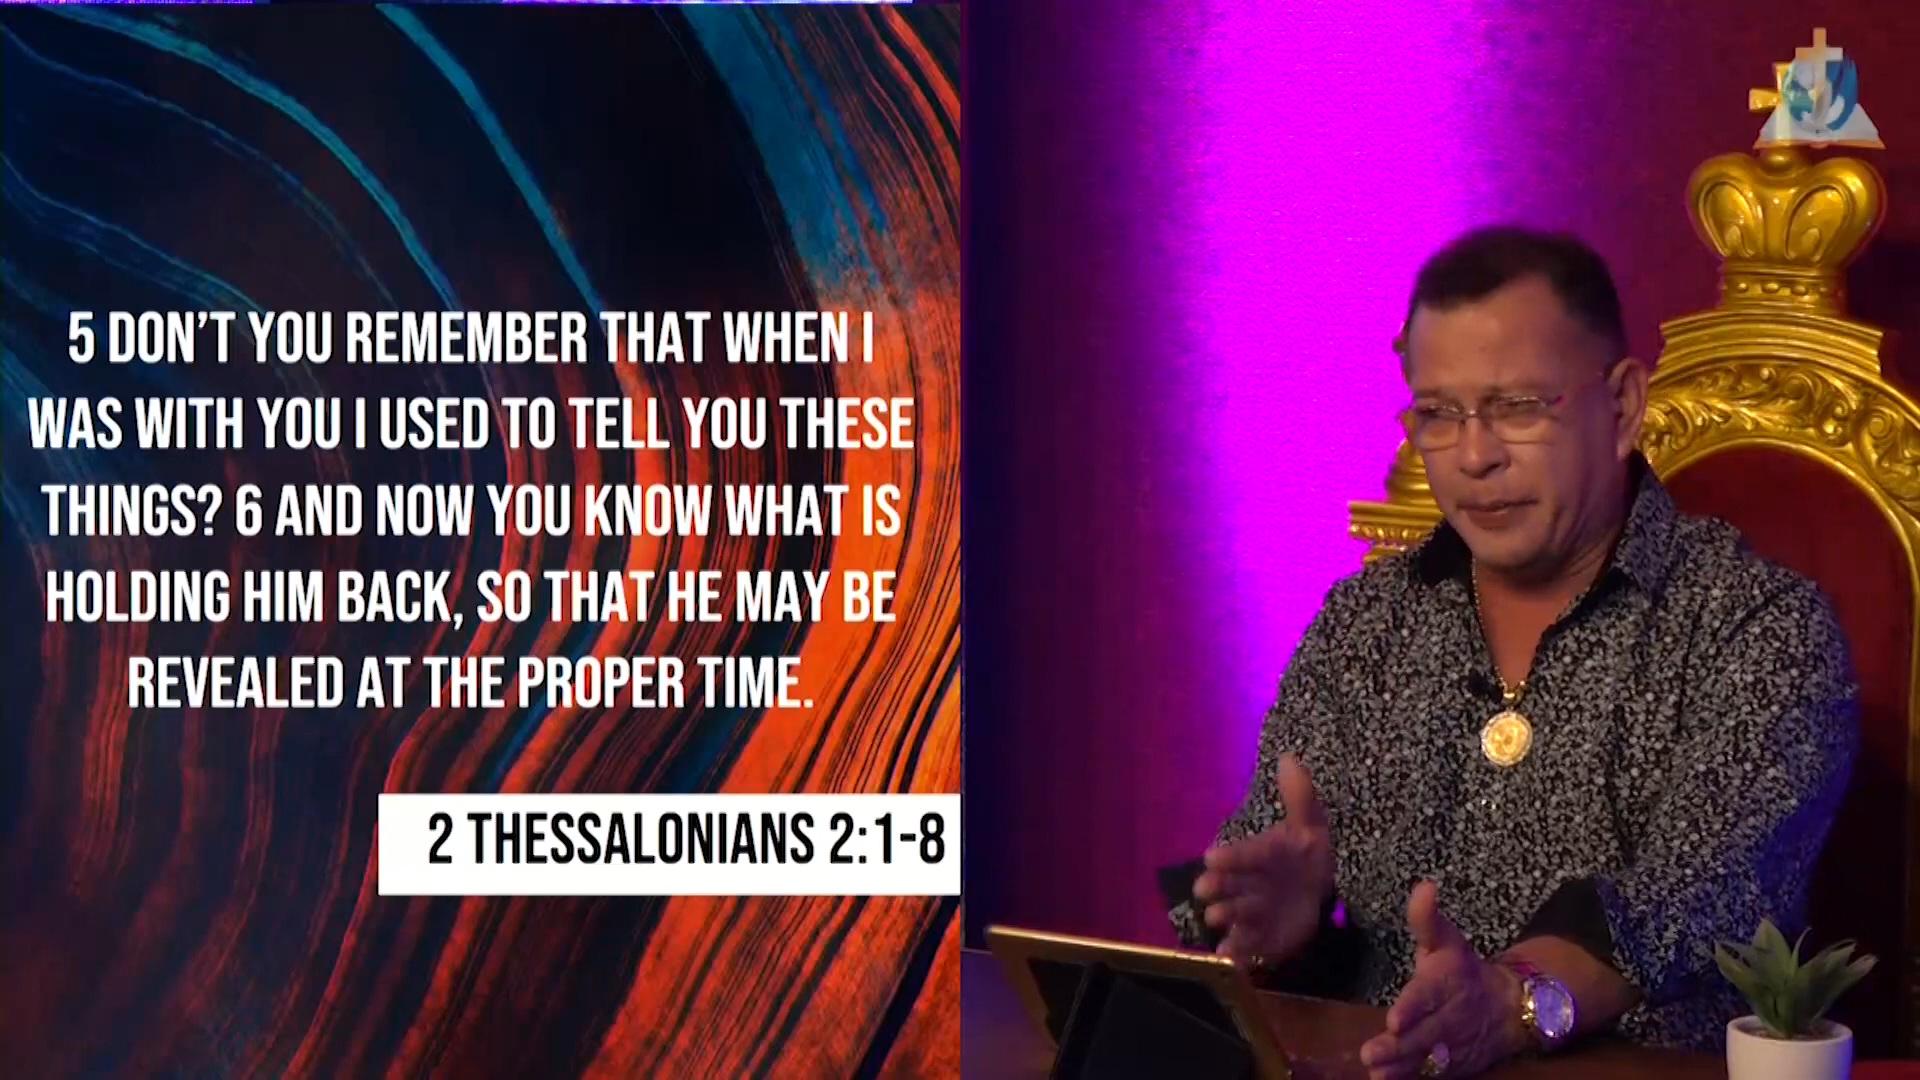 5 DON’T YOU REMEMBER THAT WHEN I
WAS WITH YOU I USED TO TELL YOU THESE
THINGS? 6 AND NOW YOU KNOW WHAT IS
HOLDING HIM BACK, SO THAT HE MAY BE
REVEALED AT THE PROPER TIME.
2 THESSALONIANS 2:1-8